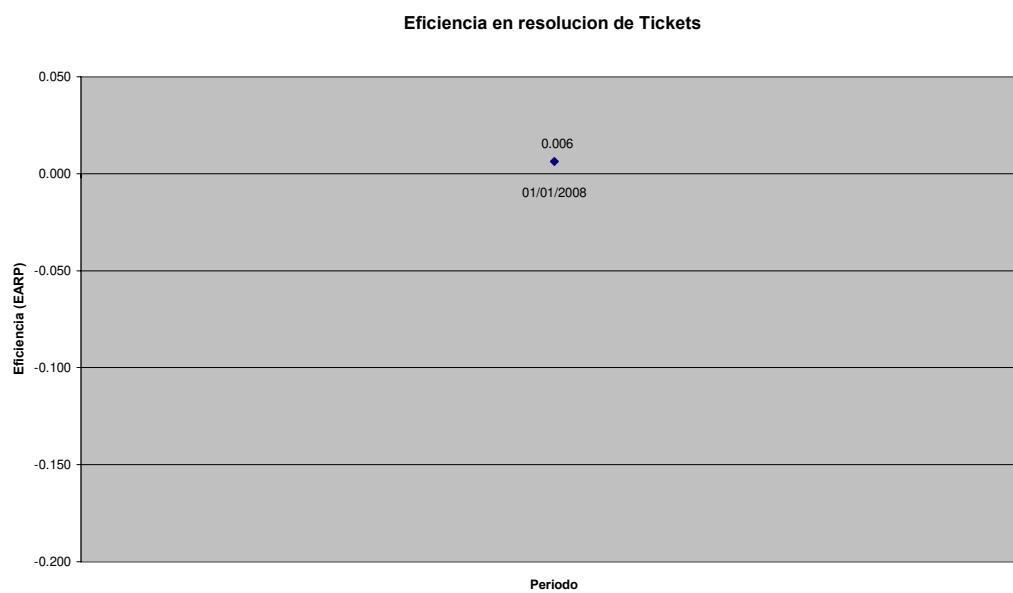 Eficiencia en resolucion de Tickets
0.050
0.006
0.000
01/01/2008
-0.050
Eficiencia (EARP)
-0.100
-0.150
-0.200
Periodo